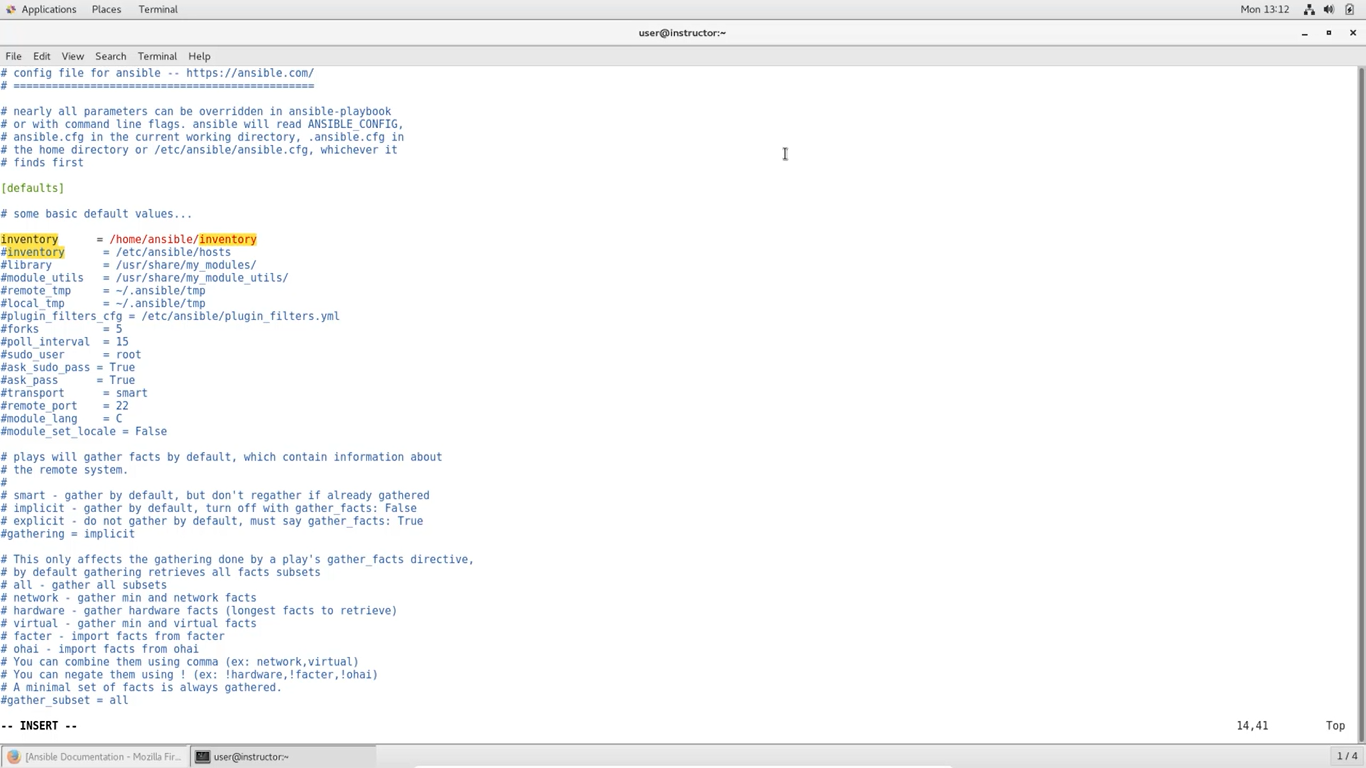 Applications Places Terminal Mon 13:12
user@instructor:~
File Edit View Search Terminal Help
# config file for ansible -- https://ansible.com/
# ===============================================
# nearly all parameters can be overridden in ansible-playbook
# or with command line flags. ansible will read ANSIBLE_CONFIG,
# ansible.cfg in the current working directory, .ansible.cfg in
# the home directory or /etc/ansible/ansible.cfg, whichever it
# finds first
[defaults]
# some basic default values...
inventory      = /home/ansible/inventory
#inventory      = /etc/ansible/hosts
#library        = /usr/share/my_modules/
#module_utils   = /usr/share/my_module_utils/
#remote_tmp     = ~/.ansible/tmp
#local_tmp      = ~/.ansible/tmp
#plugin_filters_cfg = /etc/ansible/plugin_filters.yml
#forks          = 5
#poll_interval  = 15
#sudo_user      = root
#ask_sudo_pass = True
#ask_pass      = True
#transport      = smart
#remote_port    = 22
#module_lang    = C
#module_set_locale = False
# plays will gather facts by default, which contain information about
# the remote system.
#
# smart - gather by default, but don't regather if already gathered
# implicit - gather by default, turn off with gather_facts: False
# explicit - do not gather by default, must say gather_facts: True
#gathering = implicit
# This only affects the gathering done by a play's gather_facts directive,
# by default gathering retrieves all facts subsets
# all - gather all subsets
# network - gather min and network facts
# hardware - gather hardware facts (longest facts to retrieve)
# virtual - gather min and virtual facts
# facter - import facts from facter
# ohai - import facts from ohai
# You can combine them using comma (ex: network,virtual)
# You can negate them using ! (ex: !hardware,!facter,!ohai)
# A minimal set of facts is always gathered.
#gather_subset = all
-- INSERT -- 14,41 Top
[Ansible Documentation - Mozilla Fir... user@instructor:~ 1 / 4